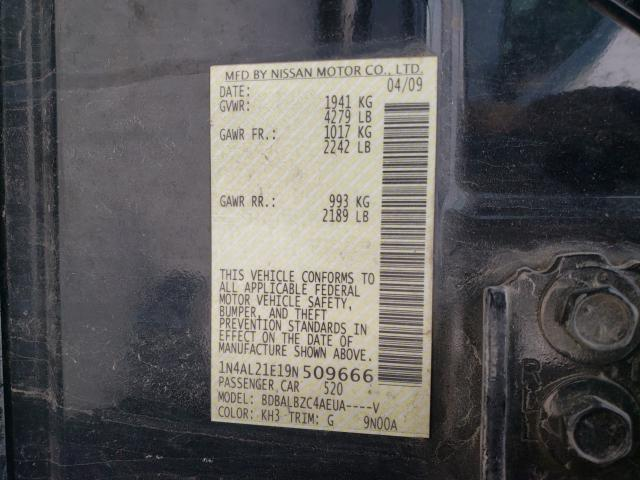 MFD BY NISSAN MOTOR CO., LTD.
DATE: 04/09
GVWR: 1941 KG
4279 LB
GAWR FR.: 1017 KG
2242 LB
GAWR RR.: 993 KG
2189 LB
THIS VEHICLE CONFORMS TO
ALL APPLICABLE FEDERAL
MOTOR VEHICLE SAFETY,
BUMPER, AND THEFT
PREVENTION STANDARDS IN
EFFECT ON THE DATE OF
MANUFACTURE SHOWN ABOVE.
1N4AL21E19N509666
PASSENGER CAR 520
MODEL: BDBALBZC4AEUA----V
COLOR: KH3 TRIM: G 9N00A